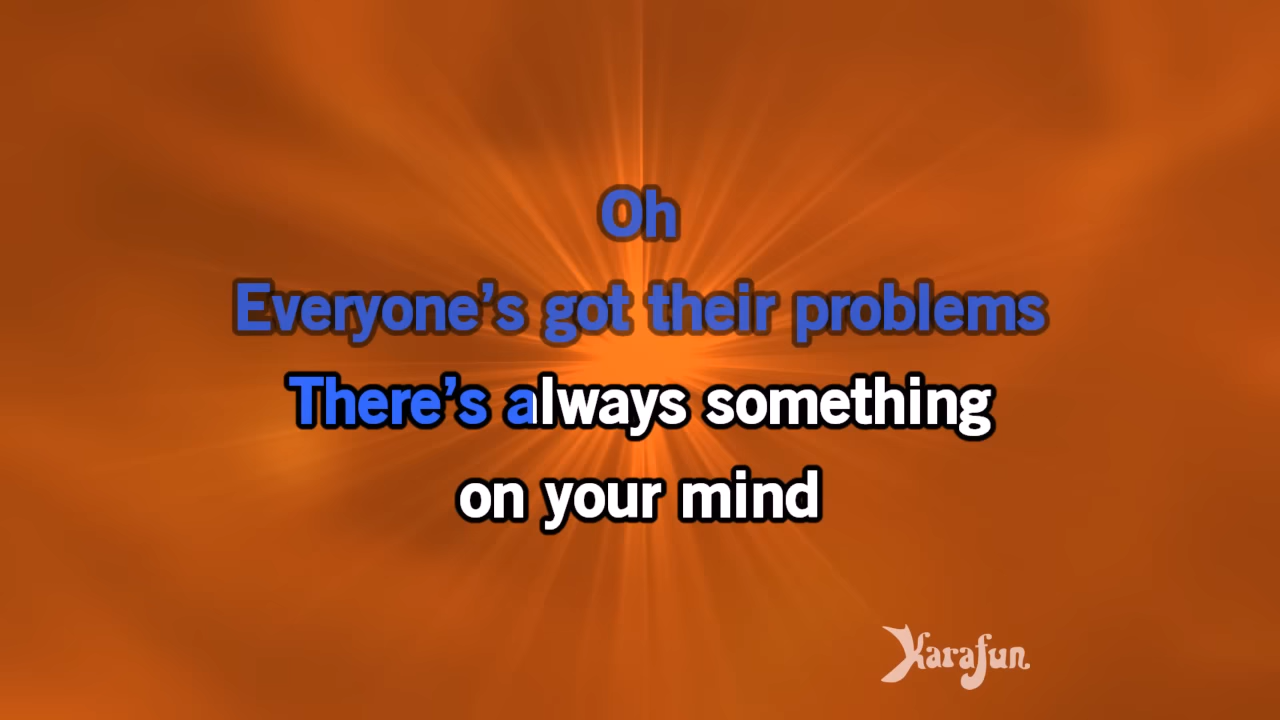 Oh
Everyone’s got their problems
There’s always something
on your mind
Karafun